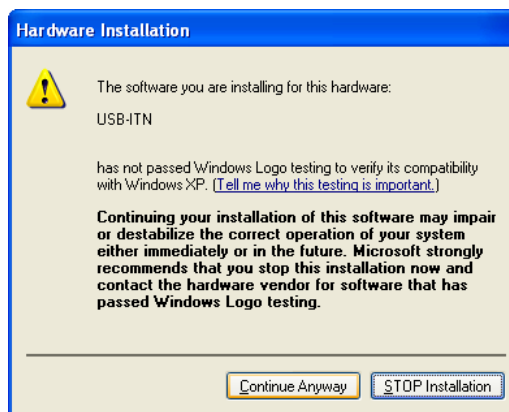 Hardware Installation
The software you are installing for this hardware:
USB-ITN
has not passed Windows Logo testing to verify its compatibility
with Windows XP. (Tell me why this testing is important.)
Continuing your installation of this software may impair
or destabilize the correct operation of your system
either immediately or in the future. Microsoft strongly
recommends that you stop this installation now and
contact the hardware vendor for software that has
passed Windows Logo testing.
Continue Anyway STOP Installation